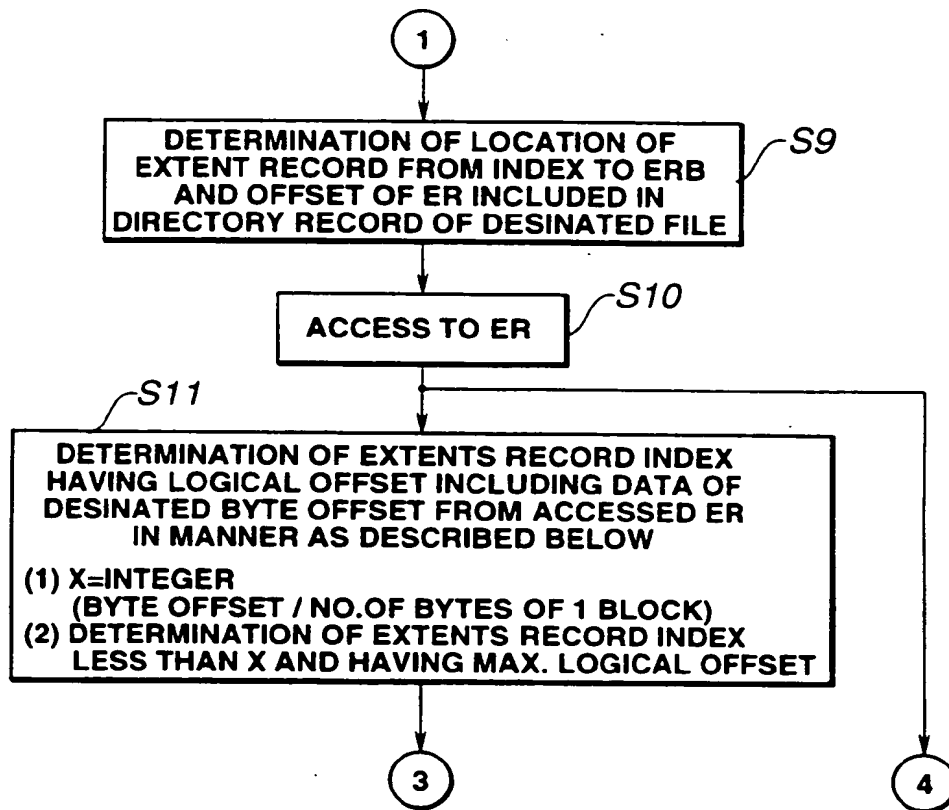 1
DETERMINATION OF LOCATION OF
EXTENT RECORD FROM INDEX TO ERB
AND OFFSET OF ER INCLUDED IN
DIRECTORY RECORD OF DESINATED FILE
S9
ACCESS TO ER
S10
S11
DETERMINATION OF EXTENTS RECORD INDEX
HAVING LOGICAL OFFSET INCLUDING DATA OF
DESINATED BYTE OFFSET FROM ACCESSED ER
IN MANNER AS DESCRIBED BELOW
(1) X=INTEGER
(BYTE OFFSET / NO.OF BYTES OF 1 BLOCK)
(2) DETERMINATION OF EXTENTS RECORD INDEX
LESS THAN X AND HAVING MAX. LOGICAL OFFSET
3
4